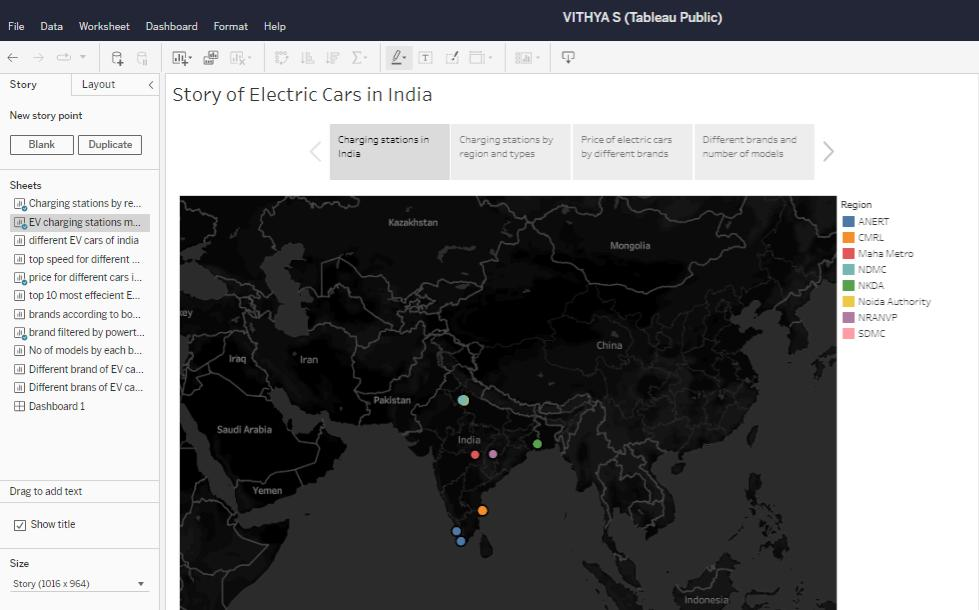 VITHYA S (Tableau Public)
File Data Worksheet Dashboard Format Help
Story Layout
New story point
Blank Duplicate
Sheets
Charging stations by re...
EV charging stations m...
different EV cars of india
top speed for different ...
price for different cars i...
top 10 most effecient E...
brands according to bo...
brand filtered by powert...
No of models by each b...
Different brand of EV ca...
Different brans of EV ca...
Dashboard 1
Drag to add text
Show title
Size
Story (1016 x 964)
Story of Electric Cars in India
Charging stations in
India
Charging stations by
region and types
Price of electric cars
by different brands
Different brands and
number of models
Kazakhstan
Mongolia
key
China
Iraq
Iran
Pakistan
Saudi Arabia
India
Yemen
Indonesia
Region
ANERT
CMRL
Maha Metro
NDMC
NKDA
Noida Authority
NRANVP
SDMC